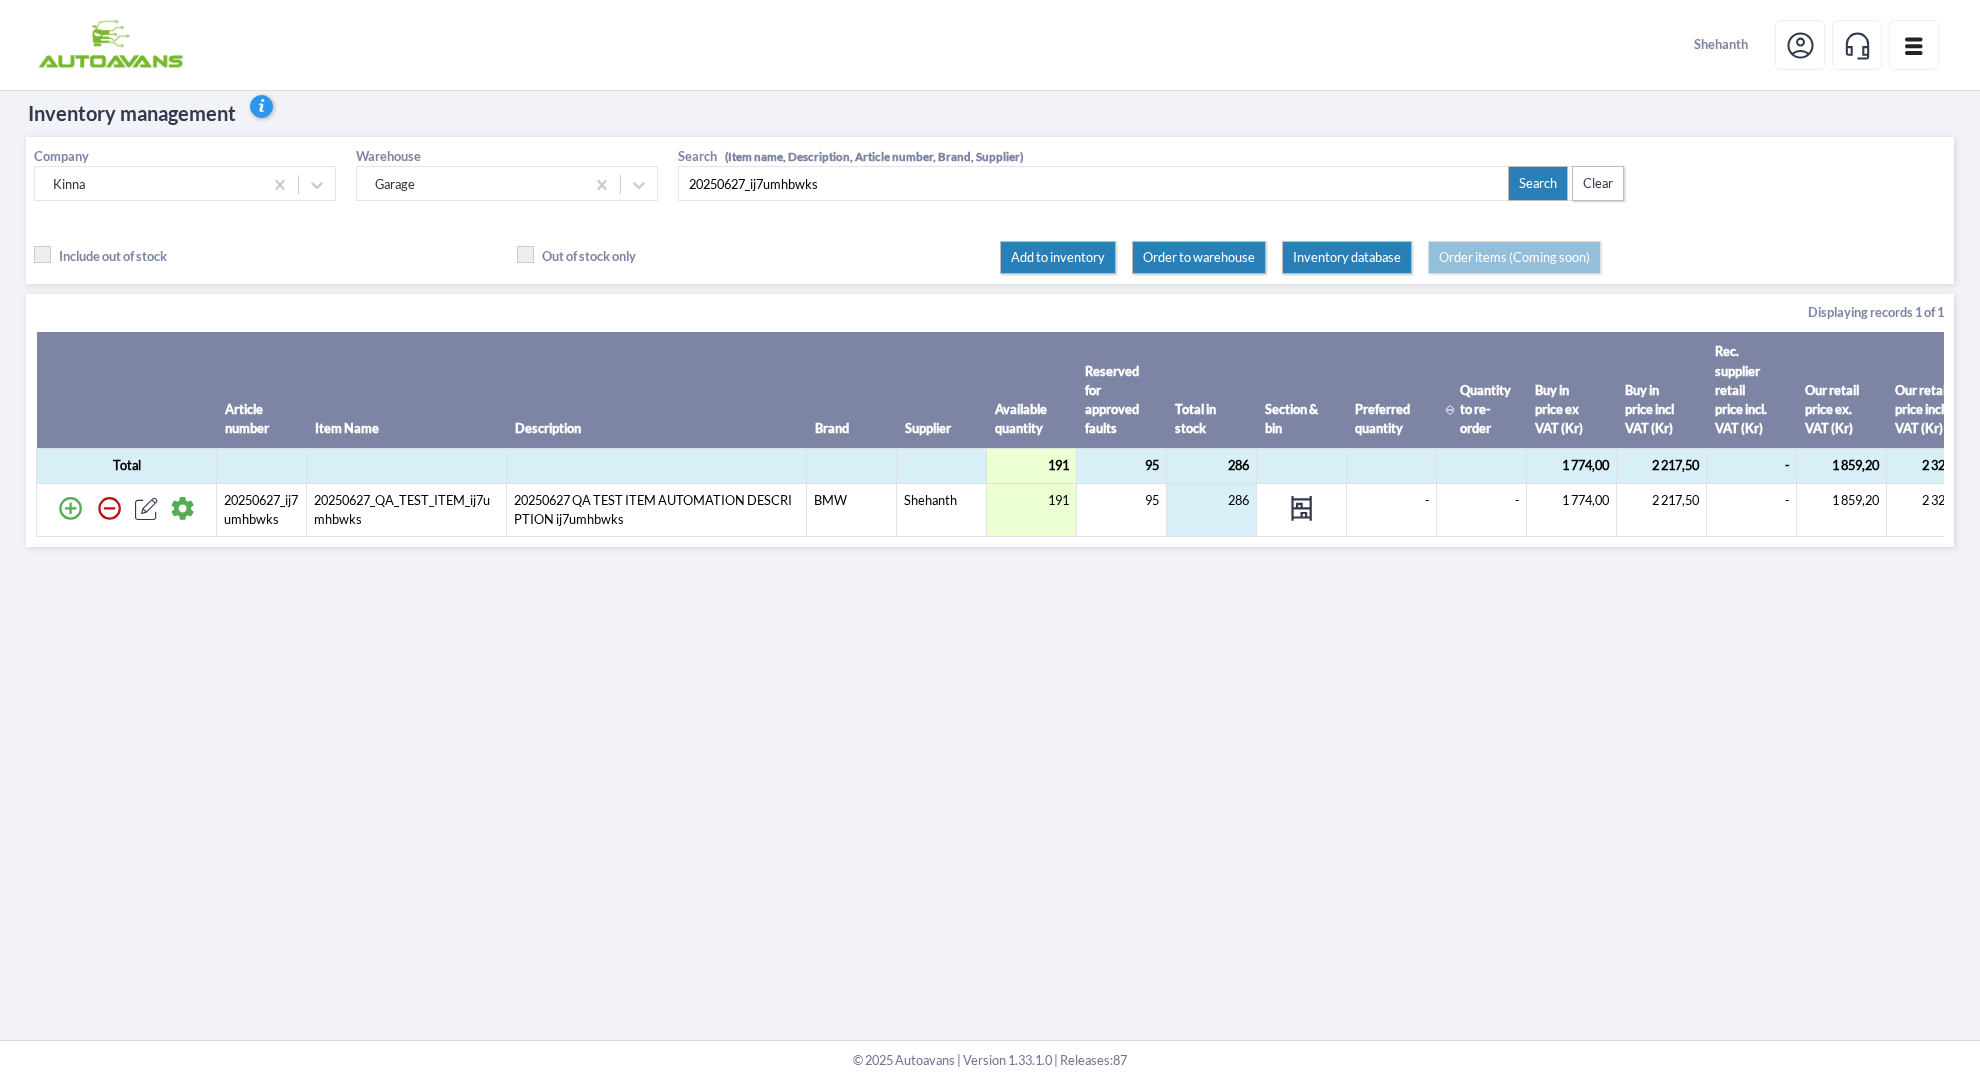 AUTOAVANS
Shehanth
Inventory management
i
Company
Warehouse
Search (Item name, Description, Article number, Brand, Supplier)
Kinna
Garage
20250627_ij7umhbwks
Search
Clear
Include out of stock
Out of stock only
Add to inventory
Order to warehouse
Inventory database
Order items (Coming soon)
Displaying records 1 of 1
Article
number
Item Name
Description
Brand
Supplier
Available
quantity
Reserved
for
approved
faults
Total in
stock
Section &
bin
Preferred
quantity
Quantity
to re-
order
Buy in
price ex
VAT (Kr)
Buy in
price incl
VAT (Kr)
Rec.
supplier
retail
price incl.
VAT (Kr)
Our retail
price ex.
VAT (Kr)
Our retail
price incl
VAT (Kr)
Total 191 95 286 1 774,00 2 217,50 - 1 859,20 2 32
20250627_ij7
umhbwks
20250627_QA_TEST_ITEM_ij7u
mhbwks
20250627 QA TEST ITEM AUTOMATION DESCRI
PTION ij7umhbwks
BMW
Shehanth
191
95
286
-
-
1 774,00
2 217,50
-
1 859,20
2 32
© 2025 Autoavans | Version 1.33.1.0 | Releases:87